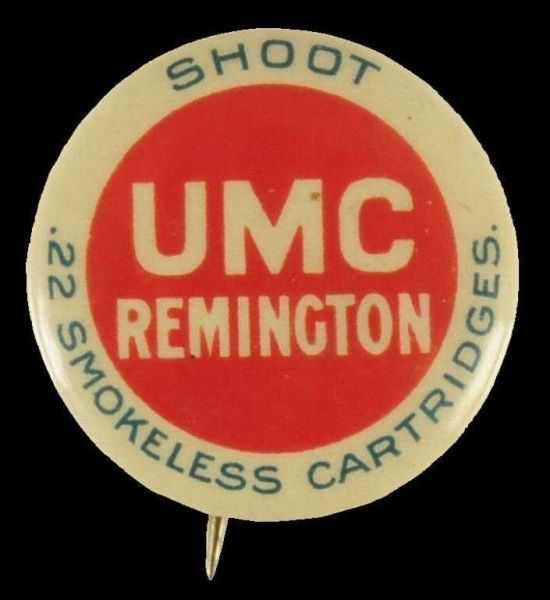 SHOOT
UMC
REMINGTON
.22 SMOKELESS CARTRIDGES.